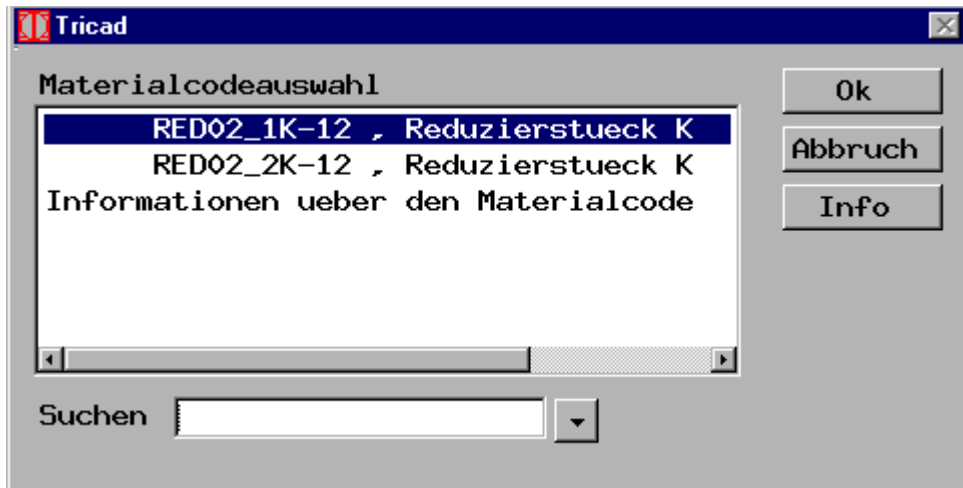 Tricad
Materialcodeauswahl
RED02_1K-12 , Reduzierstueck K
RED02_2K-12 , Reduzierstueck K
Informationen ueber den Materialcode
Ok
Abbruch
Info
Suchen